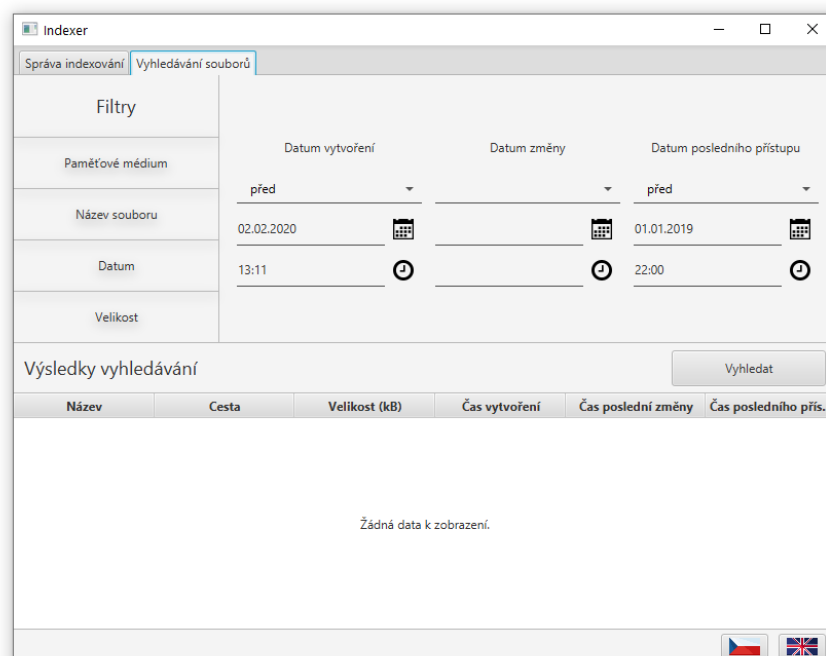 Indexer
Správa indexování Vyhledávání souborů
Filtry
Paměťové médium
Název souboru
Datum
Velikost
Datum vytvoření Datum změny Datum posledního přístupu
před před
02.02.2020 01.01.2019
13:11 22:00
Výsledky vyhledávání Vyhledat
Název Cesta Velikost (kB) Čas vytvoření Čas poslední změny Čas posledního přís..
Žádná data k zobrazení.